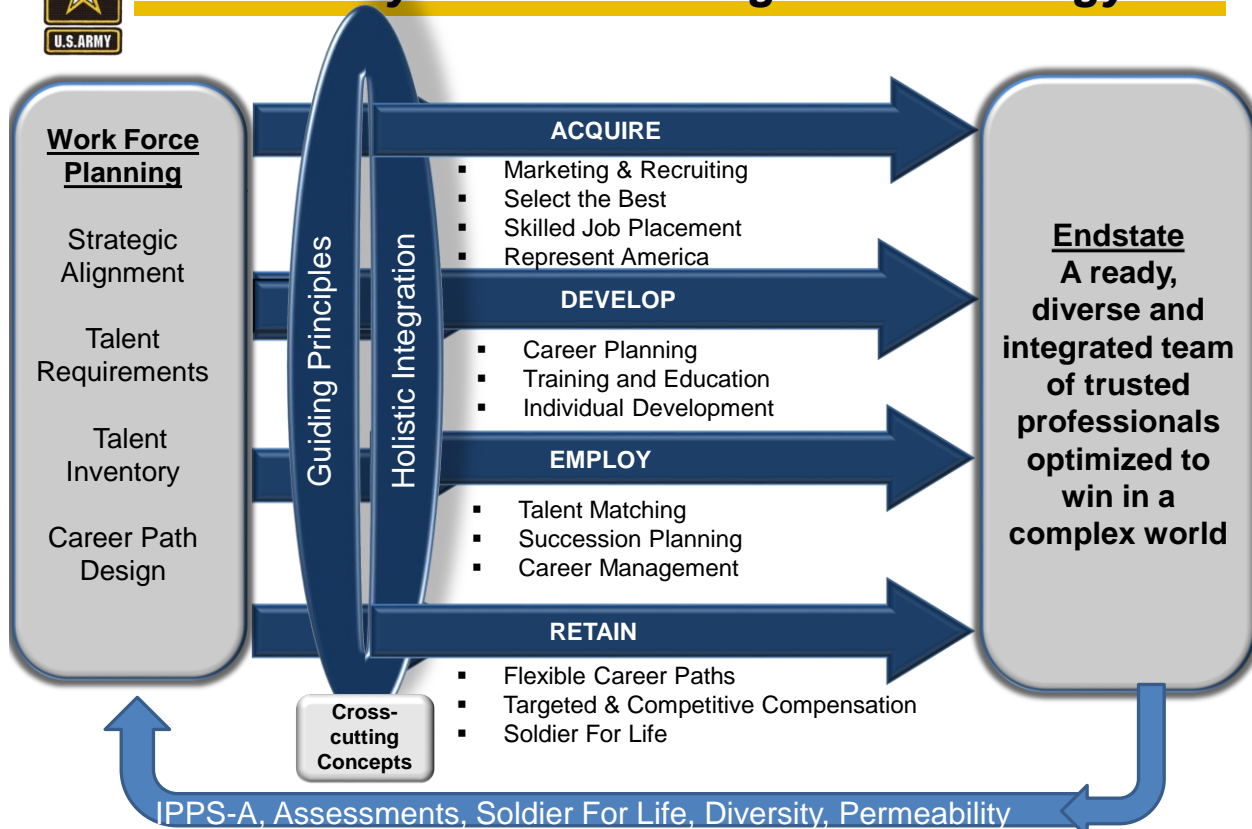 U.S.ARMY
Work Force
Planning
Strategic
Alignment
Talent
Requirements
Talent
Inventory
Career Path
Design
Guiding Principles
Holistic Integration
Cross-
cutting
Concepts
ACQUIRE
▪ Marketing & Recruiting
▪ Select the Best
▪ Skilled Job Placement
▪ Represent America
DEVELOP
▪ Career Planning
▪ Training and Education
▪ Individual Development
EMPLOY
▪ Talent Matching
▪ Succession Planning
▪ Career Management
RETAIN
▪ Flexible Career Paths
▪ Targeted & Competitive Compensation
▪ Soldier For Life
Endstate
A ready,
diverse and
integrated team
of trusted
professionals
optimized to
win in a
complex world
IPPS-A, Assessments, Soldier For Life, Diversity, Permeability